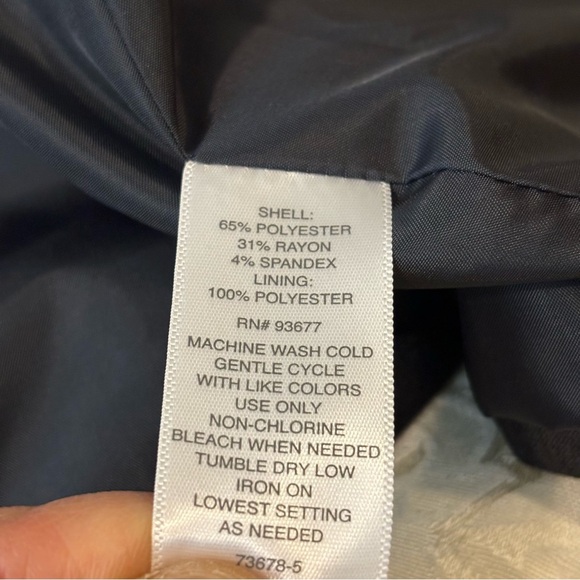 SHELL:
65% POLYESTER
31% RAYON
4% SPANDEX
LINING:
100% POLYESTER
RN# 93677
MACHINE WASH COLD
GENTLE CYCLE
WITH LIKE COLORS
USE ONLY
NON-CHLORINE
BLEACH WHEN NEEDED
TUMBLE DRY LOW
IRON ON
LOWEST SETTING
AS NEEDED
73678-5